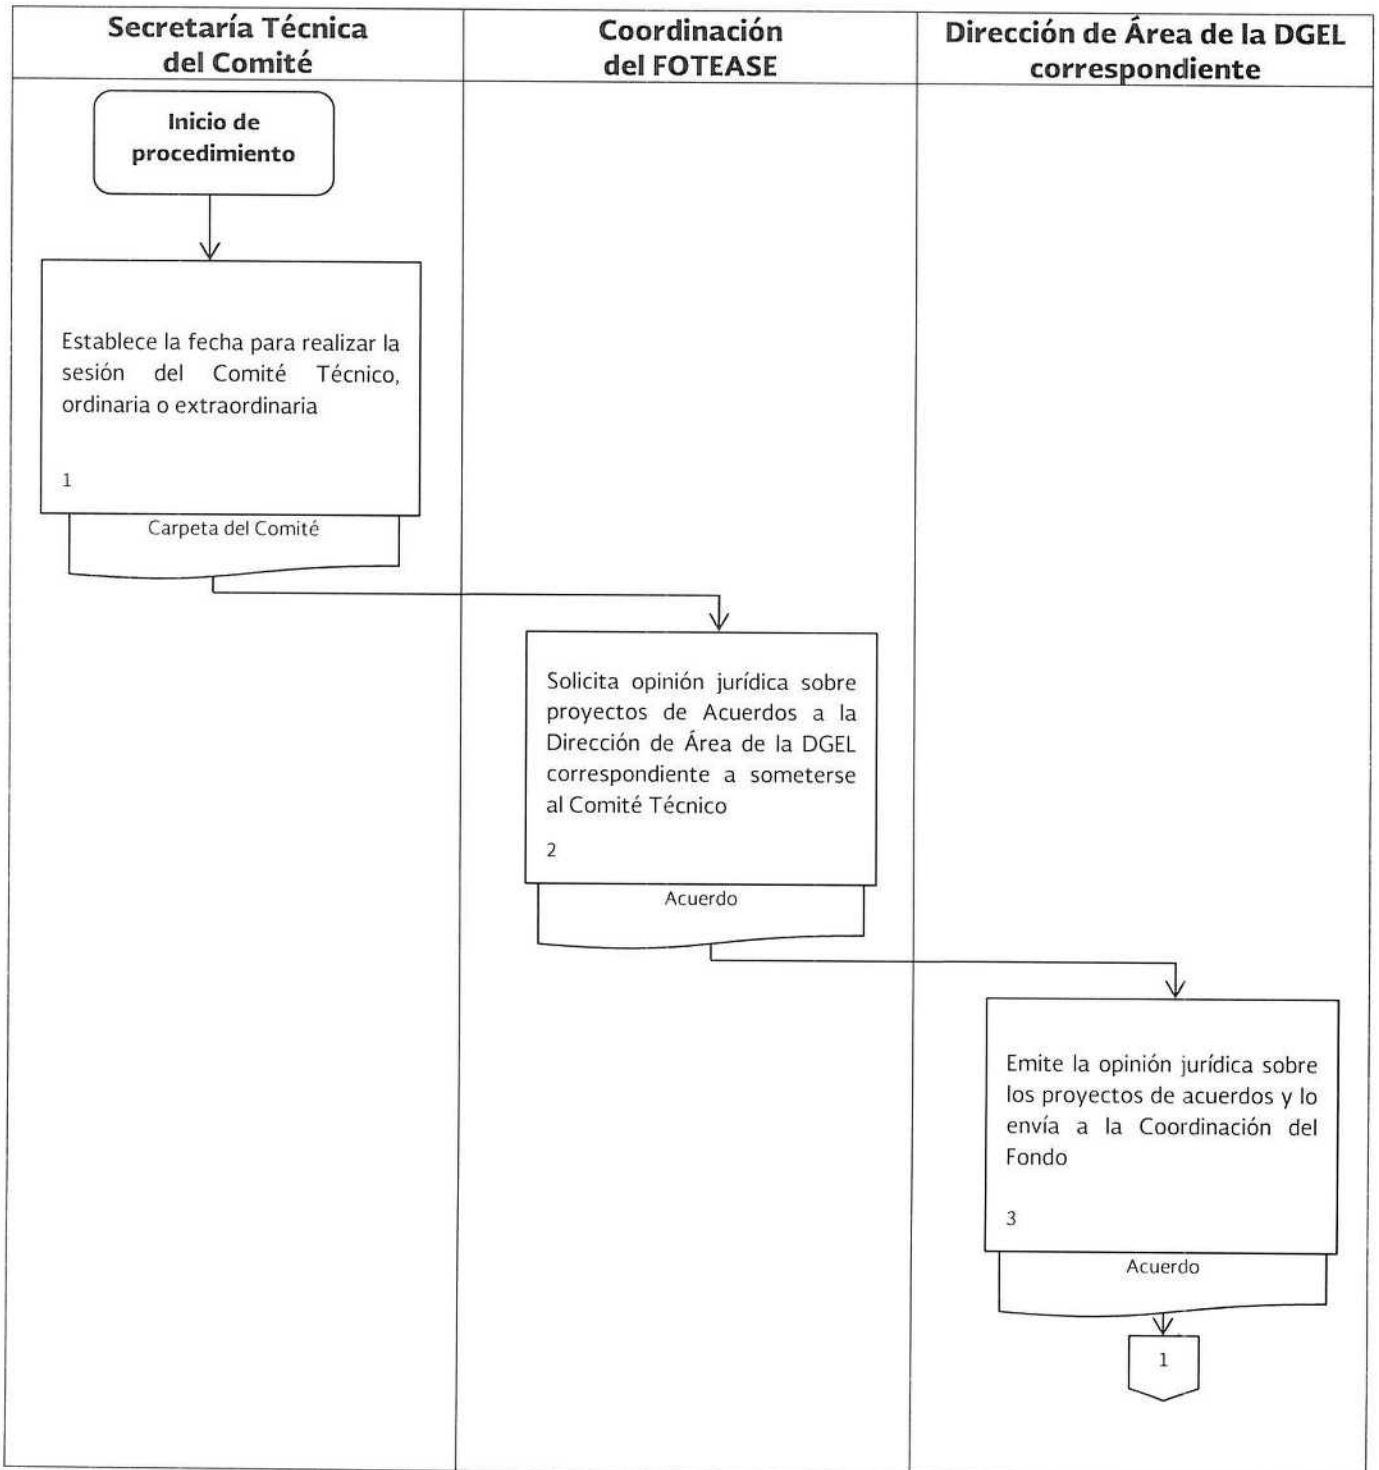 Secretaría Técnica
del Comité
Coordinación
del FOTEASE
Dirección de Área de la DGEL
correspondiente
Inicio de
procedimiento
Establece la fecha para realizar la
sesión del Comité Técnico,
ordinaria o extraordinaria
1
Carpeta del Comité
Solicita opinión jurídica sobre
proyectos de Acuerdos a la
Dirección de Área de la DGEL
correspondiente a someterse
al Comité Técnico
2
Acuerdo
Emite la opinión jurídica sobre
los proyectos de acuerdos y lo
envía a la Coordinación del
Fondo
3
Acuerdo
1